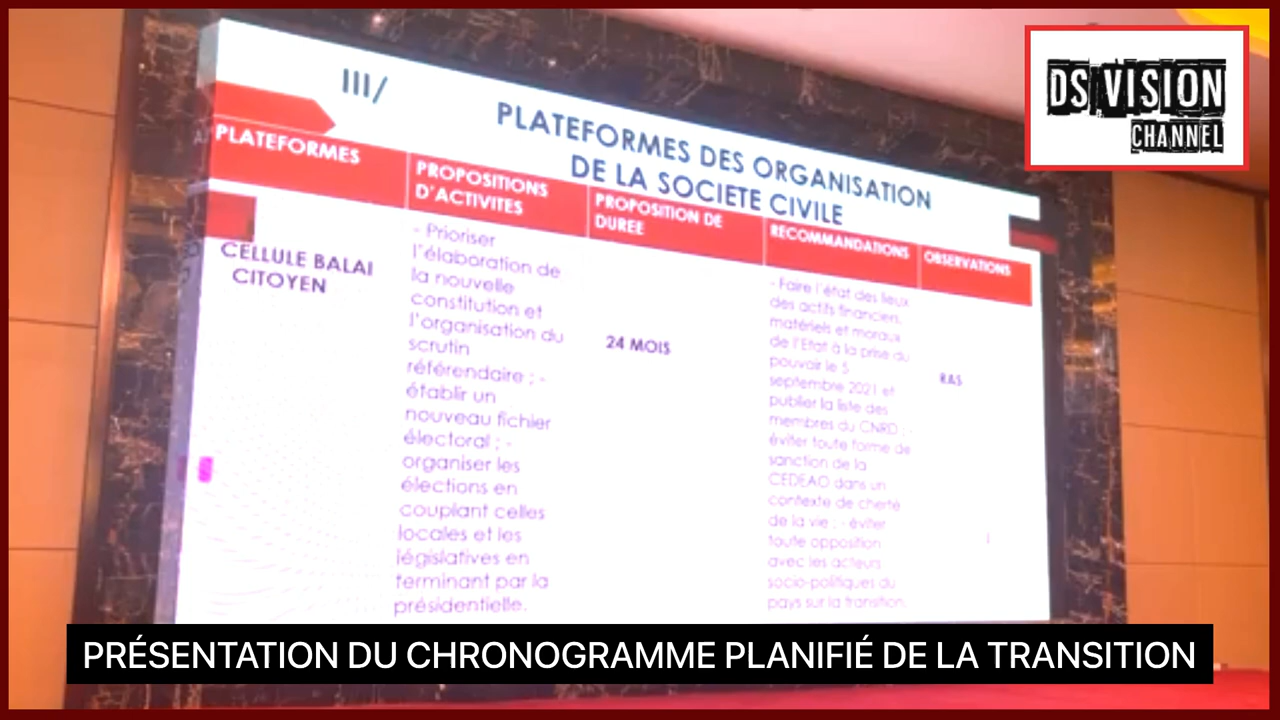 DS VISION
CHANNEL
III/
PLATEFORMES DES ORGANISATION
DE LA SOCIETE CIVILE
PLATEFORMES
PROPOSITIONS
D'ACTIVITES
PROPOSITION DE
DUREE
RECOMMANDATIONS
OBSERVATIONS
CELLULE BALAI
CITOYEN
- Prioriser
l'élaboration de
la nouvelle
constitution et
l'organisation du
scrutin
référendaire ; -
établir un
nouveau fichier
électoral ; -
organiser les
élections en
couplant celles
locales et les
législatives en
terminant par la
présidentielle.
24 MOIS
- Faire l'état des lieux
des actifs financiers,
matériels et moraux
de l'Etat à la prise du
pouvoir le 5
septembre 2021 et
publier la liste des
membres du CNRD ; -
éviter toute forme de
sanction de la
CEDEAO dans un
contexte de cherté
de la vie ; - éviter
toute opposition
avec les acteurs
socio-politiques du
pays sur la transition.
RAS
PRÉSENTATION DU CHRONOGRAMME PLANIFIÉ DE LA TRANSITION